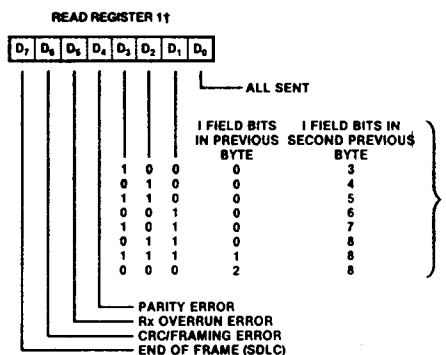 READ REGISTER 1†
D7 D6 D5 D4 D3 D2 D1 D0
ALL SENT
I FIELD BITS IN PREVIOUS BYTE
I FIELD BITS IN SECOND PREVIOUS BYTE
1 0 0 0 3
0 1 0 0 4
1 1 0 0 5
0 0 1 0 6
1 0 1 0 7
0 1 1 0 8
1 1 1 1 8
0 0 0 2 8
PARITY ERROR
Rx OVERRUN ERROR
CRC/FRAMING ERROR
END OF FRAME (SDLC)